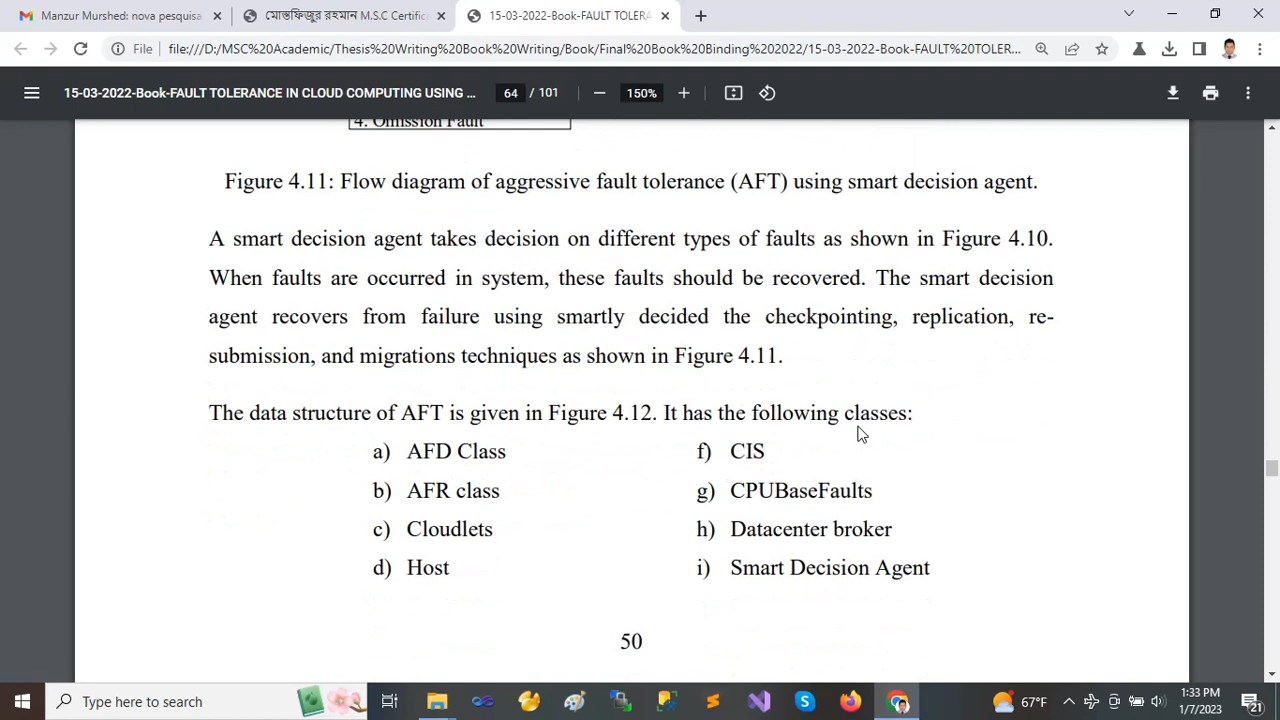 Manzur Murshed: nova pesquisa
মোস্তফিজুর রহমান M.S.C Certifica
15-03-2022-Book-FAULT TOLERA
File
file:///D:/MSC%20Academic/Thesis%20Writing%20Book%20Writing/Book/Final%20Book%20Binding%202022/15-03-2022-Book-FAULT%20TOLER...
15-03-2022-Book-FAULT TOLERANCE IN CLOUD COMPUTING USING ...
64 / 101
150%
4. Omission Fault
Figure 4.11: Flow diagram of aggressive fault tolerance (AFT) using smart decision agent.
A smart decision agent takes decision on different types of faults as shown in Figure 4.10.
When faults are occurred in system, these faults should be recovered. The smart decision
agent recovers from failure using smartly decided the checkpointing, replication, re-
submission, and migrations techniques as shown in Figure 4.11.
The data structure of AFT is given in Figure 4.12. It has the following classes:
a) AFD Class
b) AFR class
c) Cloudlets
d) Host
f) CIS
g) CPUBaseFaults
h) Datacenter broker
i) Smart Decision Agent
50
Type here to search
67°F
1:33 PM
1/7/2023
21